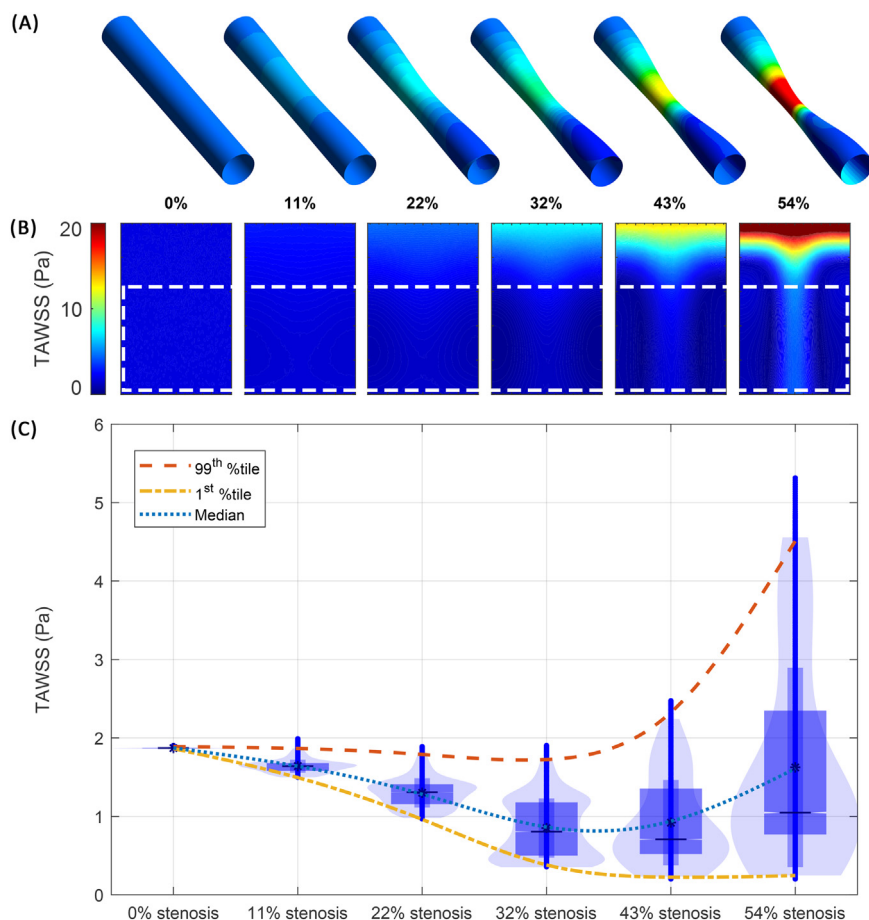 (A)
0% 11% 22% 32% 43% 54%
(B)
TAWSS (Pa)
20
10
0
(C)
TAWSS (Pa)
6
5
4
3
2
1
0
99th %tile
1st %tile
Median
0% stenosis 11% stenosis 22% stenosis 32% stenosis 43% stenosis 54% stenosis